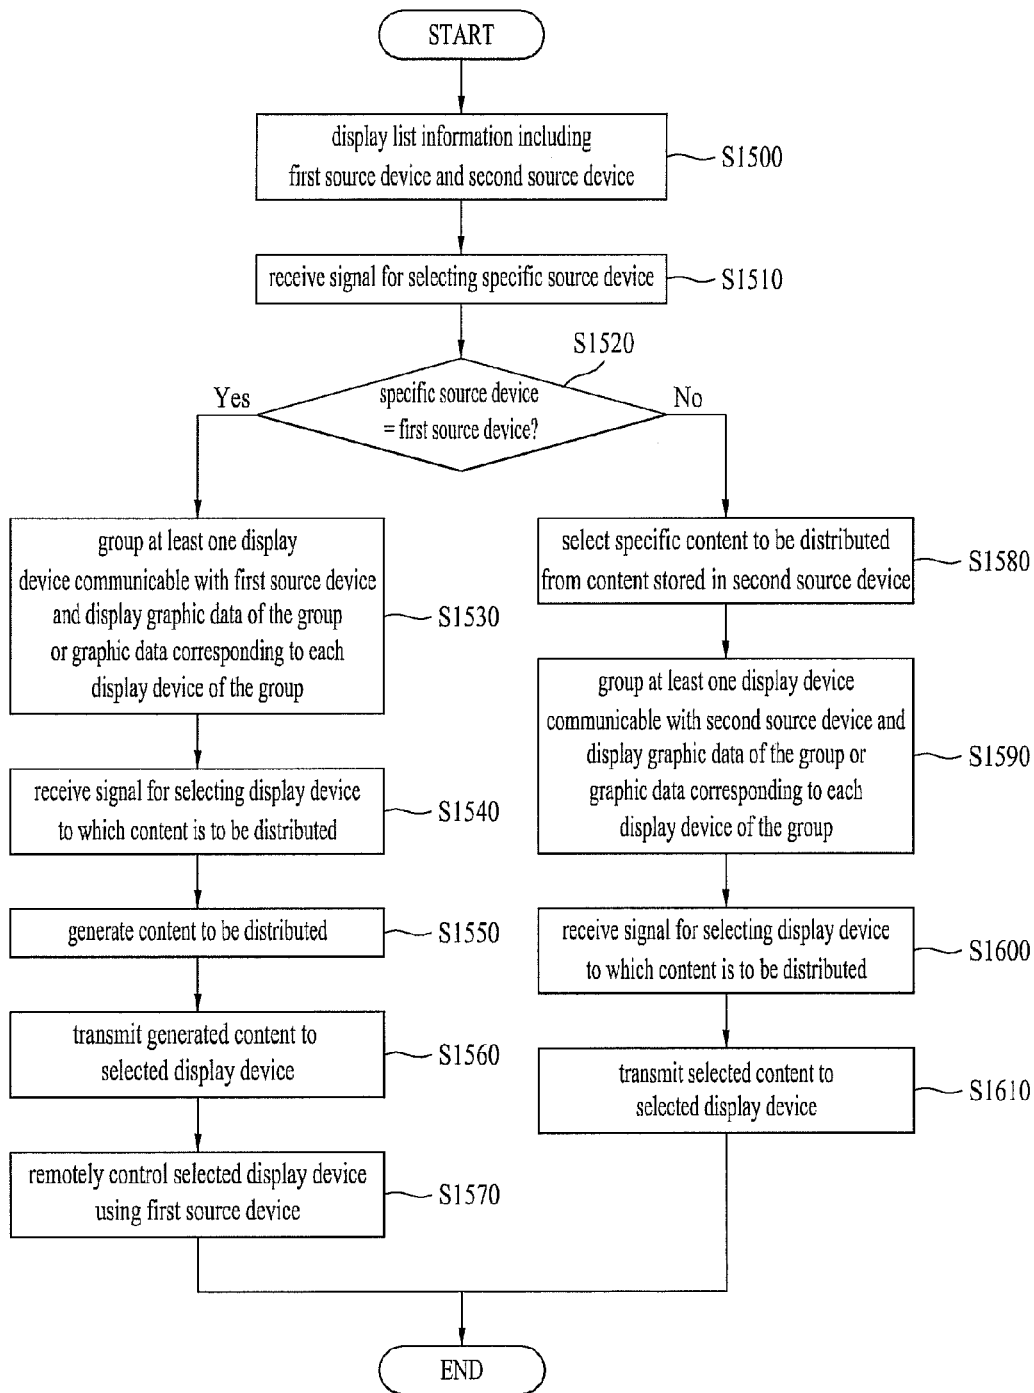 START
display list information including
first source device and second source device
S1500
receive signal for selecting specific source device
S1510
S1520
specific source device
= first source device?
Yes
No
group at least one display
device communicable with first source device
and display graphic data of the group
or graphic data corresponding to each
display device of the group
S1530
receive signal for selecting display device
to which content is to be distributed
S1540
generate content to be distributed
S1550
transmit generated content to
selected display device
S1560
remotely control selected display device
using first source device
S1570
select specific content to be distributed
from content stored in second source device
S1580
group at least one display device
communicable with second source device and
display graphic data of the group or
graphic data corresponding to each
display device of the group
S1590
receive signal for selecting display device
to which content is to be distributed
S1600
transmit selected content to
selected display device
S1610
END